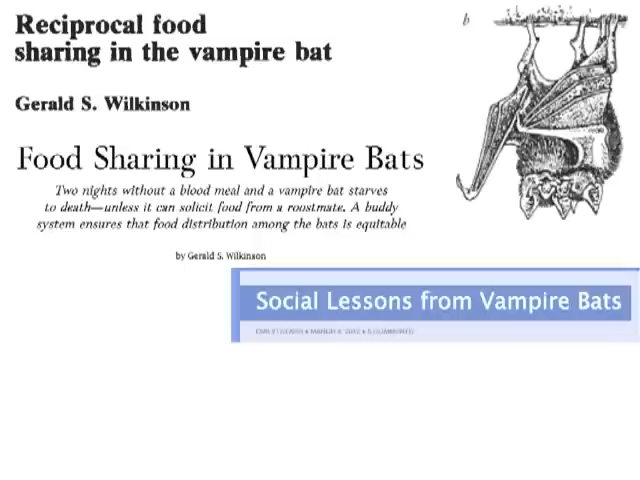 Reciprocal food
sharing in the vampire bat
b
Gerald S. Wilkinson
Food Sharing in Vampire Bats
Two nights without a blood meal and a vampire bat starves
to death—unless it can solicit food from a roostmate. A buddy
system ensures that food distribution among the bats is equitable
by Gerald S. Wilkinson
Social Lessons from Vampire Bats